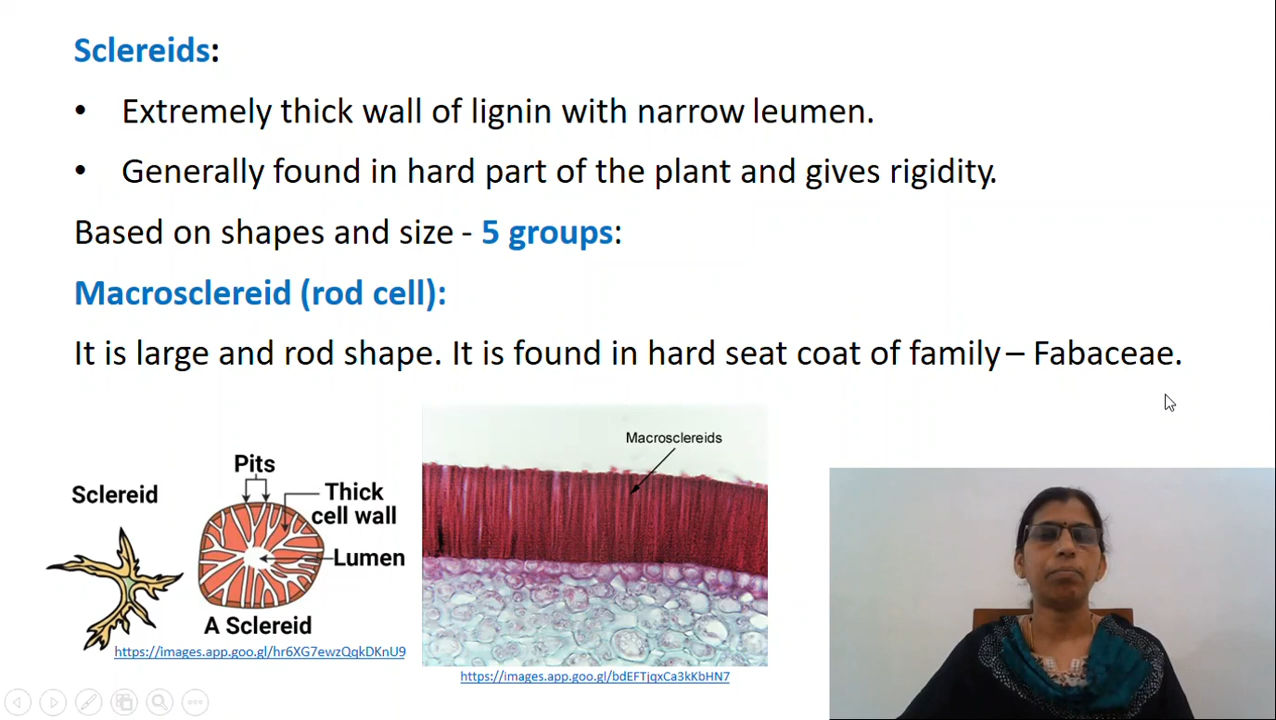 Sclereids:
• Extremely thick wall of lignin with narrow leumen.
• Generally found in hard part of the plant and gives rigidity.
Based on shapes and size - 5 groups:
Macrosclereid (rod cell):
It is large and rod shape. It is found in hard seat coat of family – Fabaceae.
Sclereid
Pits
Thick
cell wall
Lumen
A Sclereid
https://images.app.goo.gl/hr6XG7ewzQqkDKnU9
Macrosclereids
https://images.app.goo.gl/bdEFTjqxCa3kKbHN7